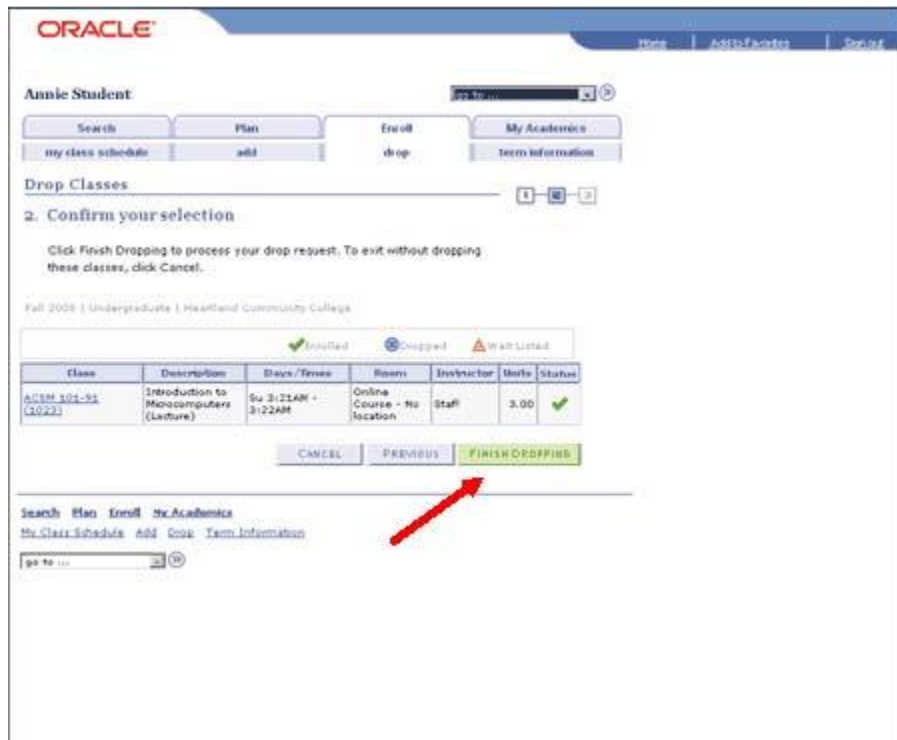 ORACLE
Home | Add to Favorites | Sign out
Annie Student
go to ...
Search Plan Enroll My Academics
my class schedule add drop term information
Drop Classes
1 2 3
2. Confirm your selection
Click Finish Dropping to process your drop request. To exit without dropping
these classes, click Cancel.
| Undergraduate | Heartland Community College
Enrolled Dropped Wait Listed
Class Description Days/Times Room Instructor Units Status
ACSM 101-91
(1023)
Introduction to
Microcomputers
(Lecture)
Su 3:21AM -
3:22AM
Online
Course - No
location
Staff
3.00
CANCEL PREVIOUS FINISH DROPPING
Search Plan Enroll My Academics
My Class Schedule Add Drop Term Information
go to ...